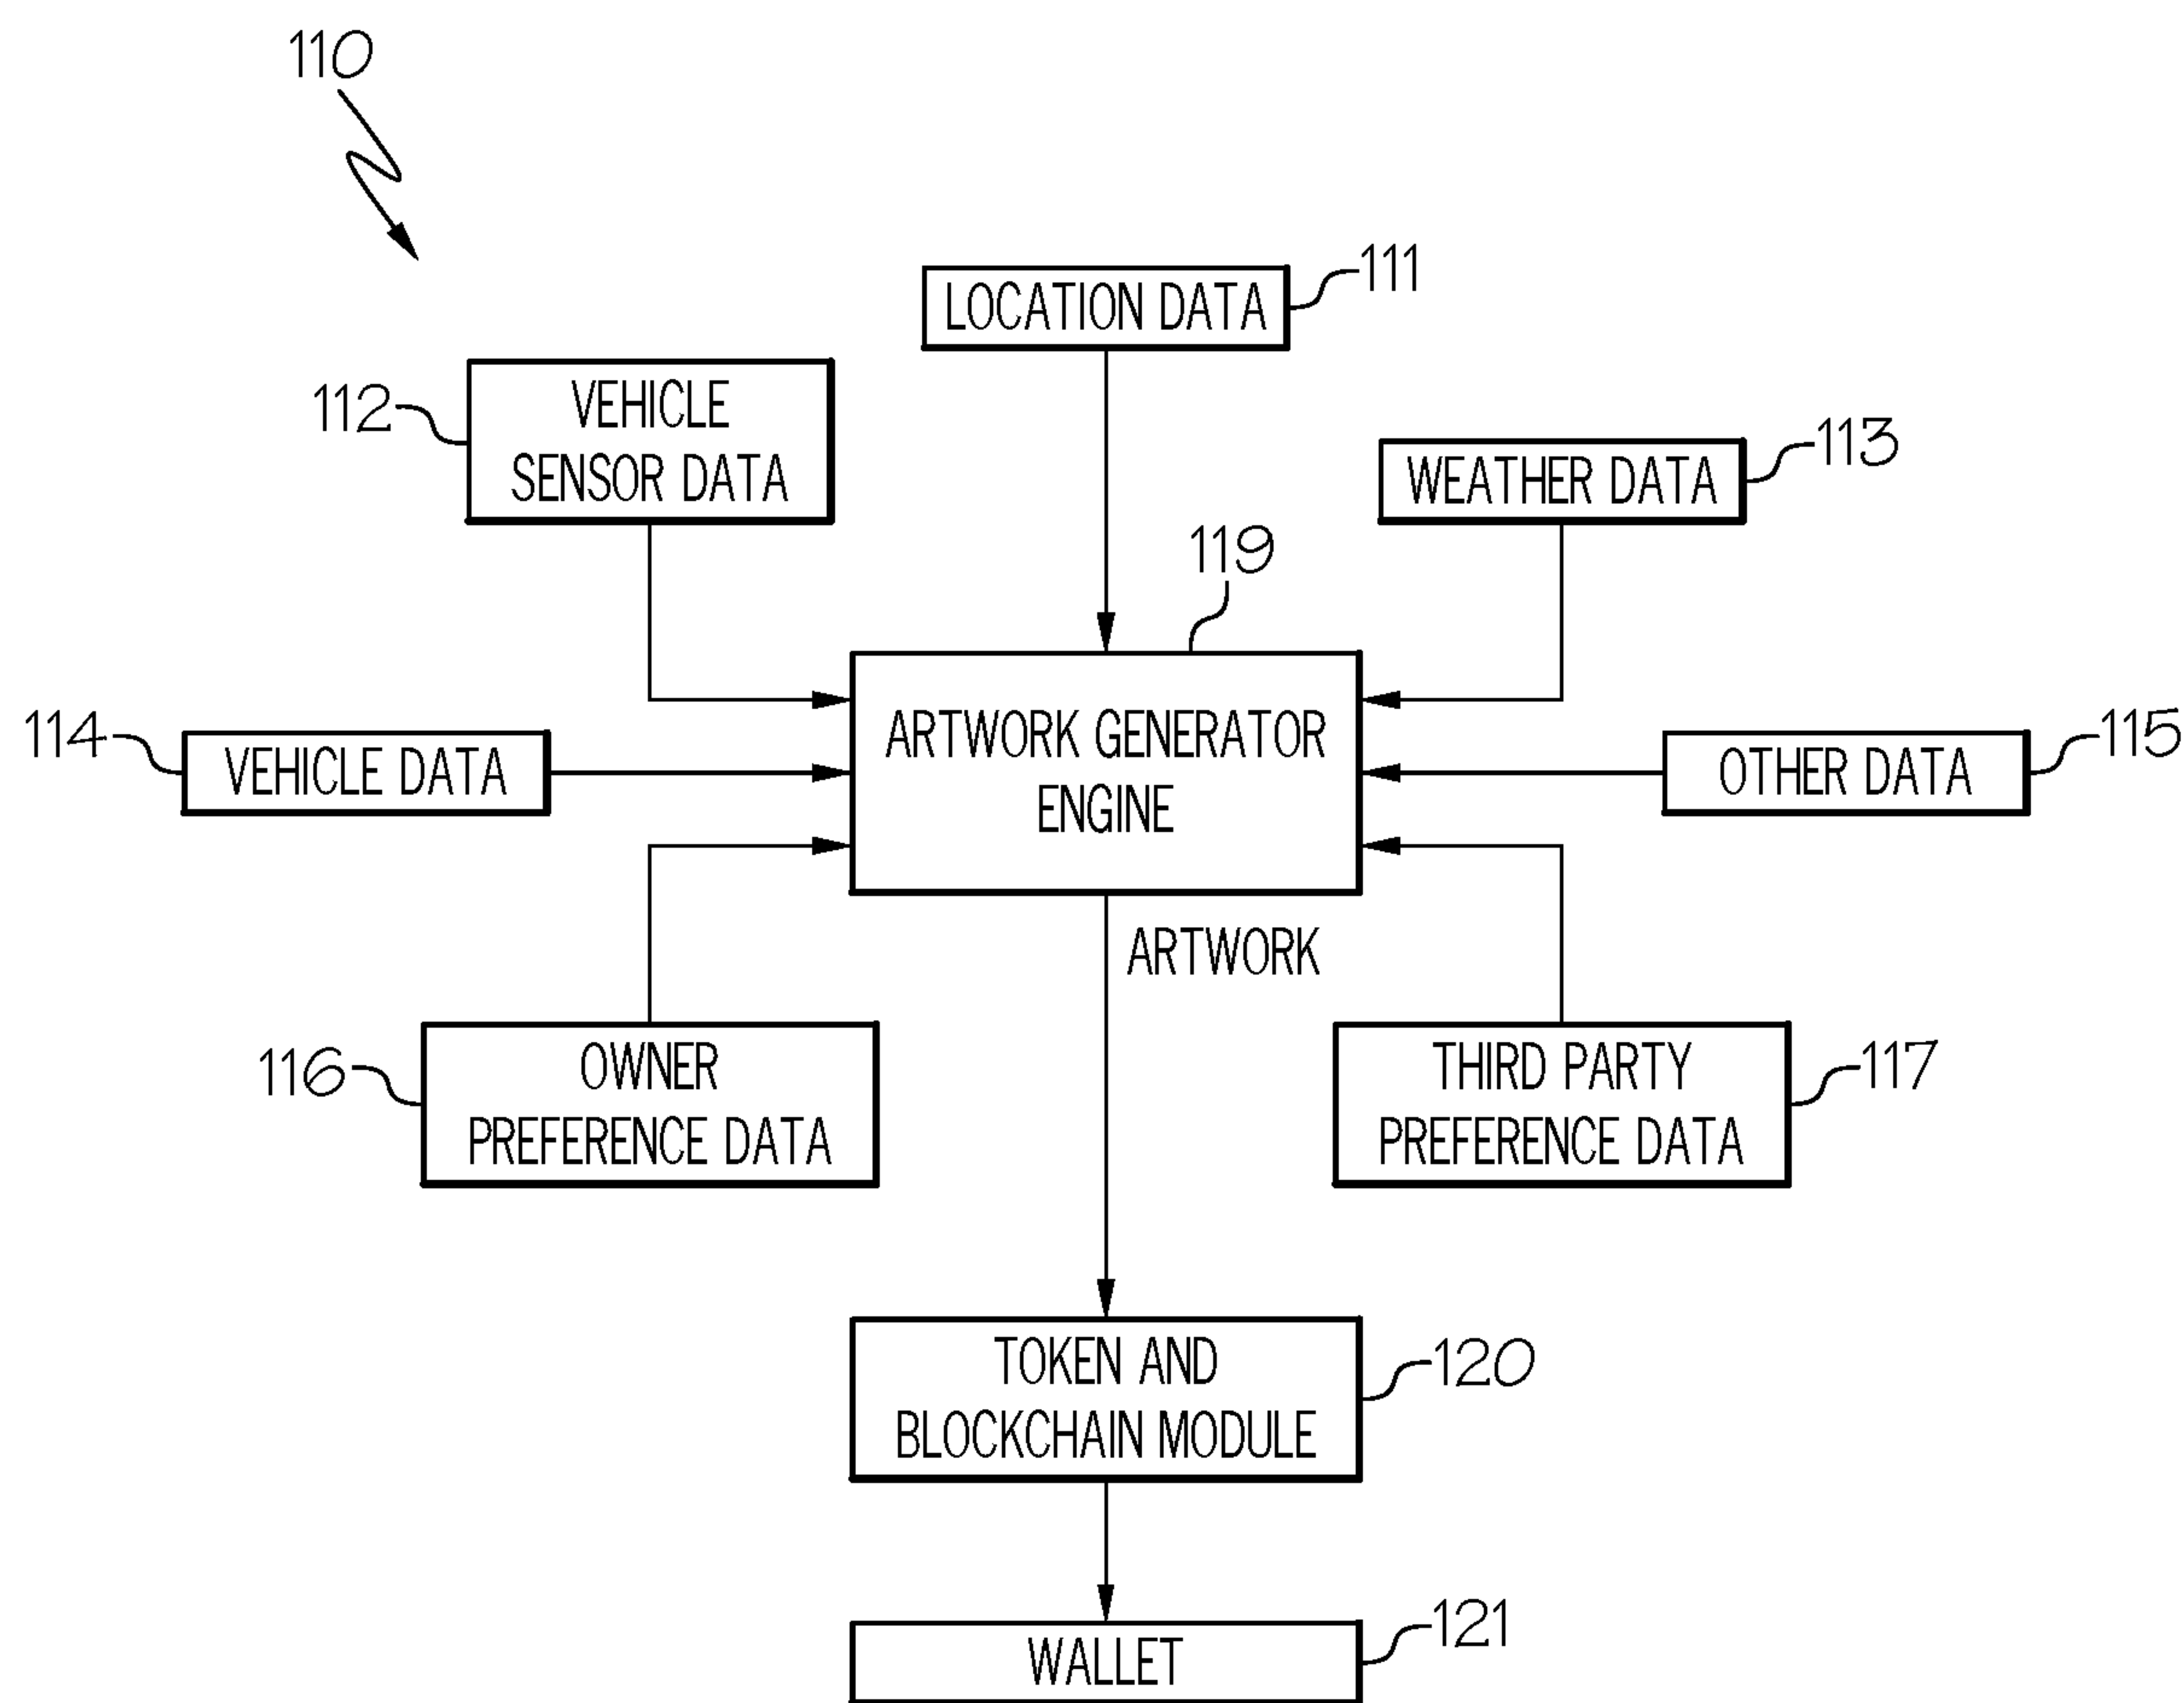 110
LOCATION DATA
111
112
VEHICLE
SENSOR DATA
WEATHER DATA
113
119
114
VEHICLE DATA
ARTWORK GENERATOR
ENGINE
OTHER DATA
115
ARTWORK
116
OWNER
PREFERENCE DATA
THIRD PARTY
PREFERENCE DATA
117
TOKEN AND
BLOCKCHAIN MODULE
120
WALLET
121